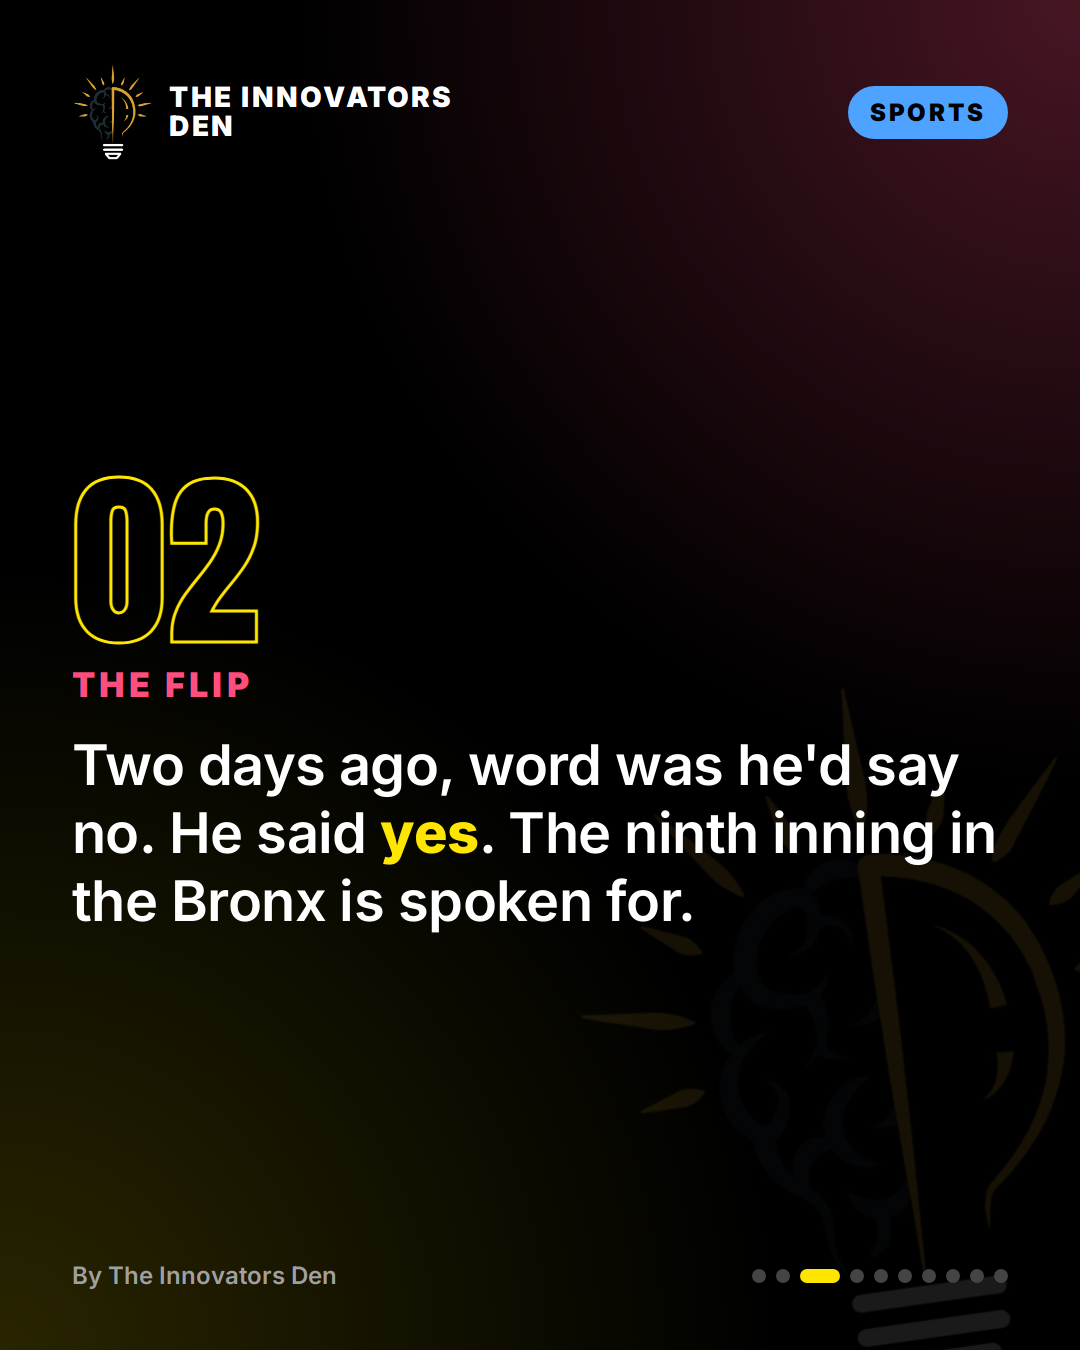 THE INNOVATORS
DEN
SPORTS
02
THE FLIP
Two days ago, word was he'd say
no. He said yes. The ninth inning in
the Bronx is spoken for.
By The Innovators Den